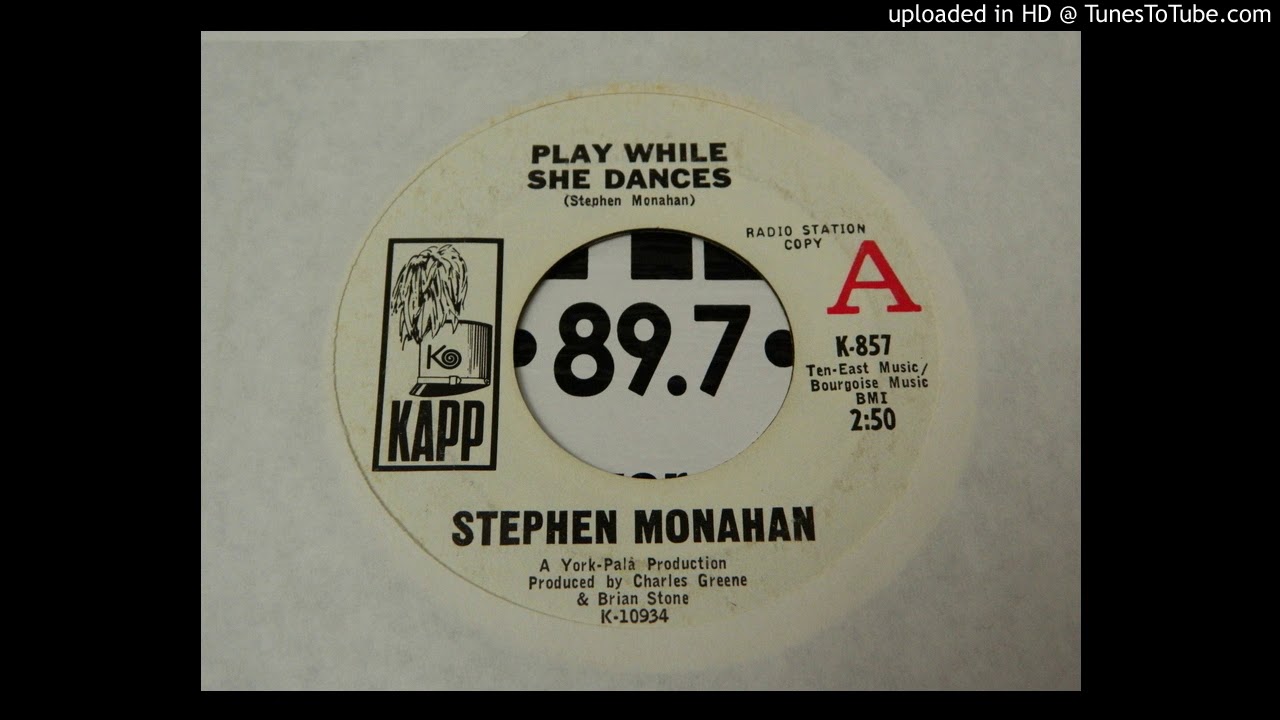 uploaded in HD @ TunesToTube.com
PLAY WHILE
SHE DANCES
(Stephen Monahan)
RADIO STATION
COPY
A
K
KAPP
89.7
K-857
Ten-East Music/
Bourgoise Music
BMI
2:50
STEPHEN MONAHAN
A York-Pala Production
Produced by Charles Greene
& Brian Stone
K-10934